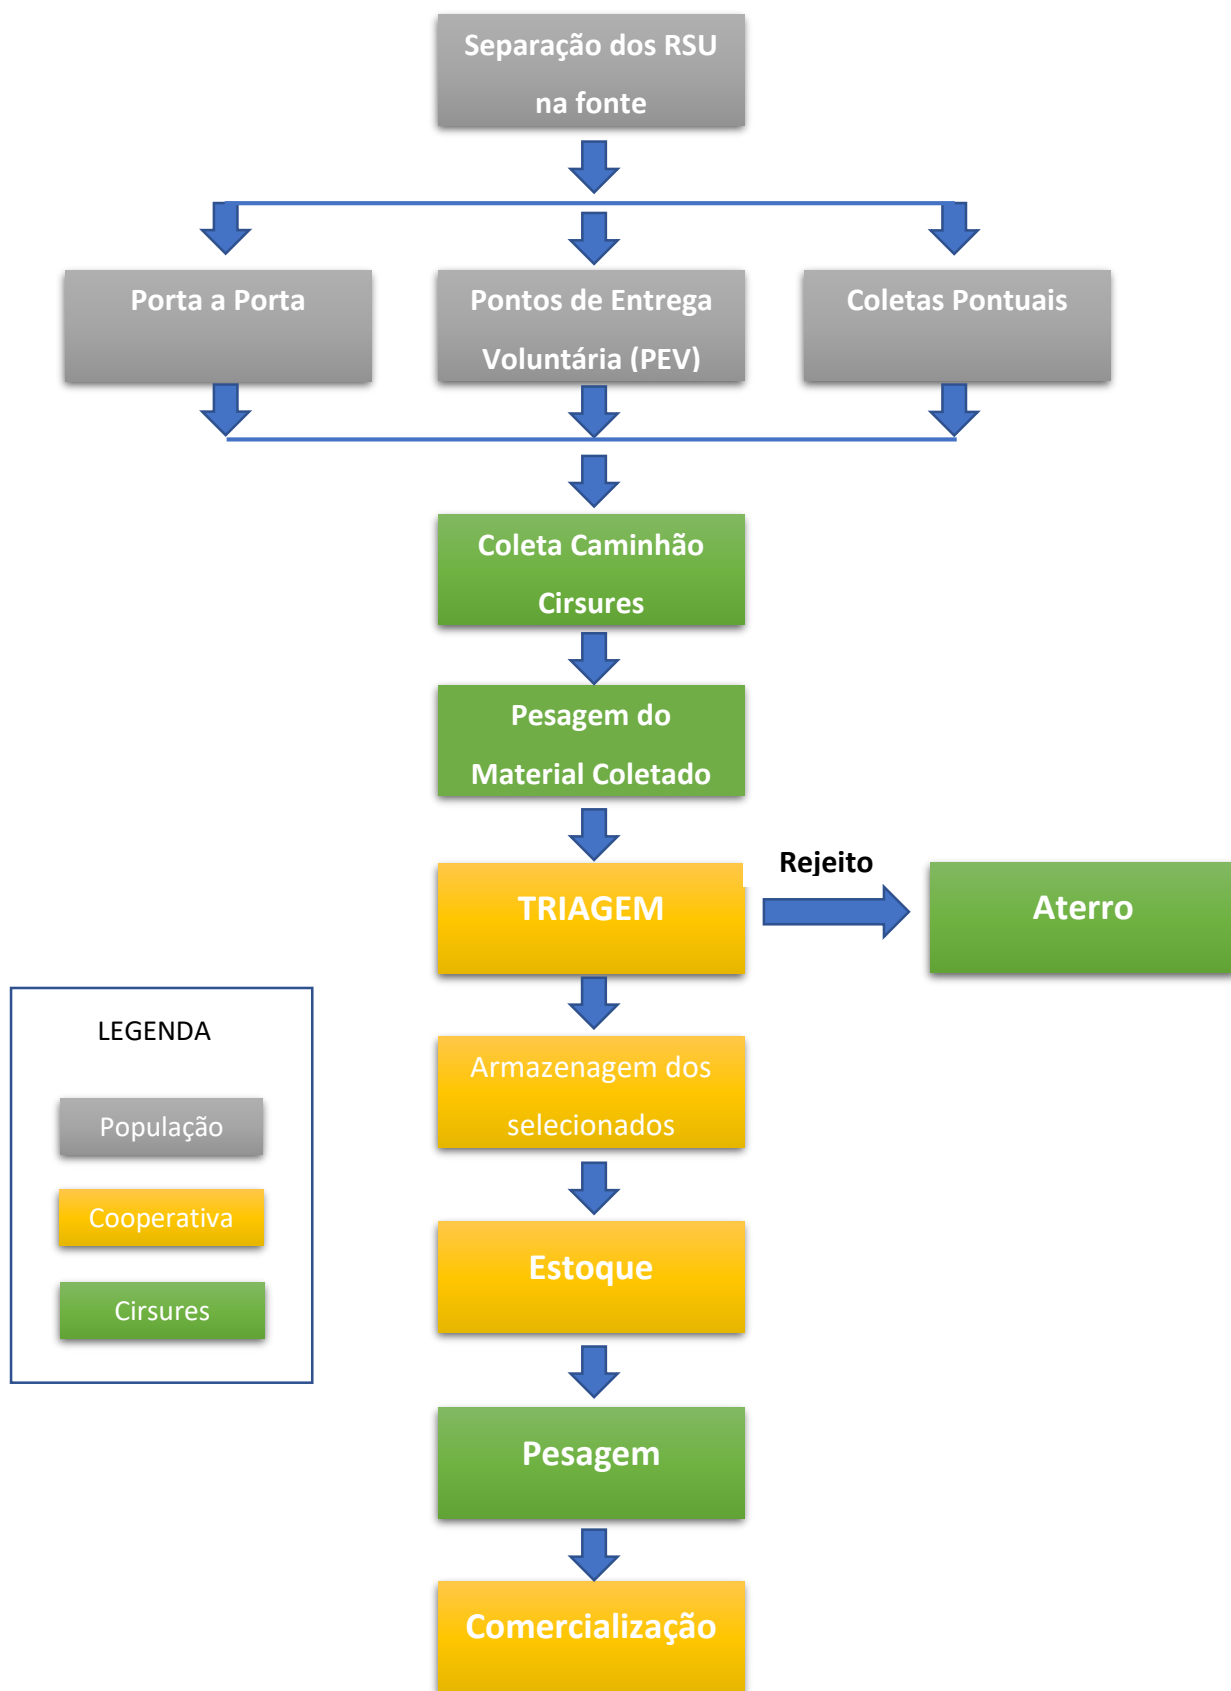 Separação dos RSU
na fonte
Porta a Porta
Pontos de Entrega
Voluntária (PEV)
Coletas Pontuais
Coleta Caminhão
Cirsures
Pesagem do
Material Coletado
TRIAGEM
Rejeito
Aterro
Armazenagem dos
selecionados
Estoque
Pesagem
Comercialização
LEGENDA
População
Cooperativa
Cirsures